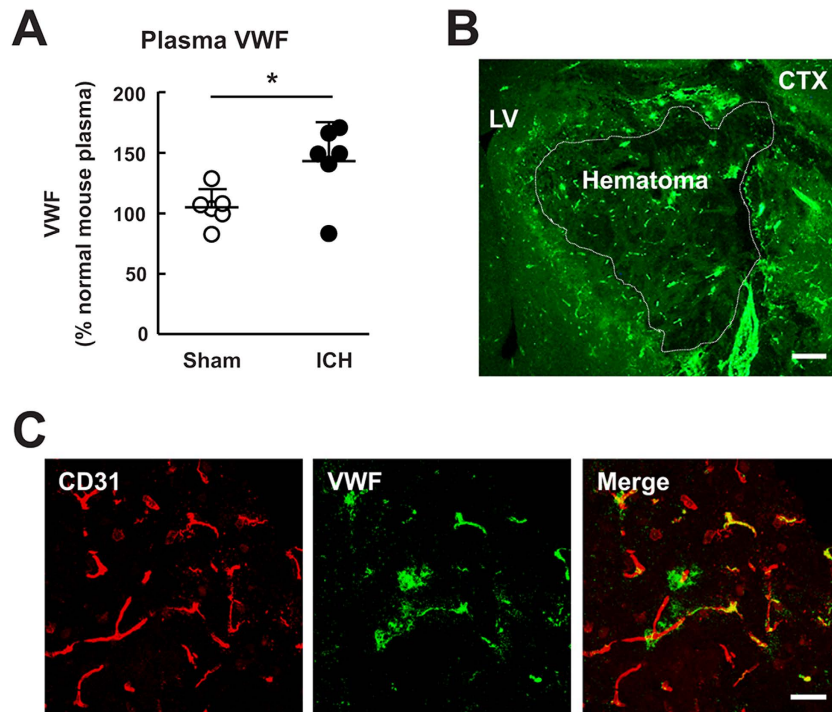 A
Plasma VWF
*
200
150
100
50
0
VWF
(% normal mouse plasma)
Sham
ICH
B
LV
CTX
Hematoma
C
CD31
VWF
Merge